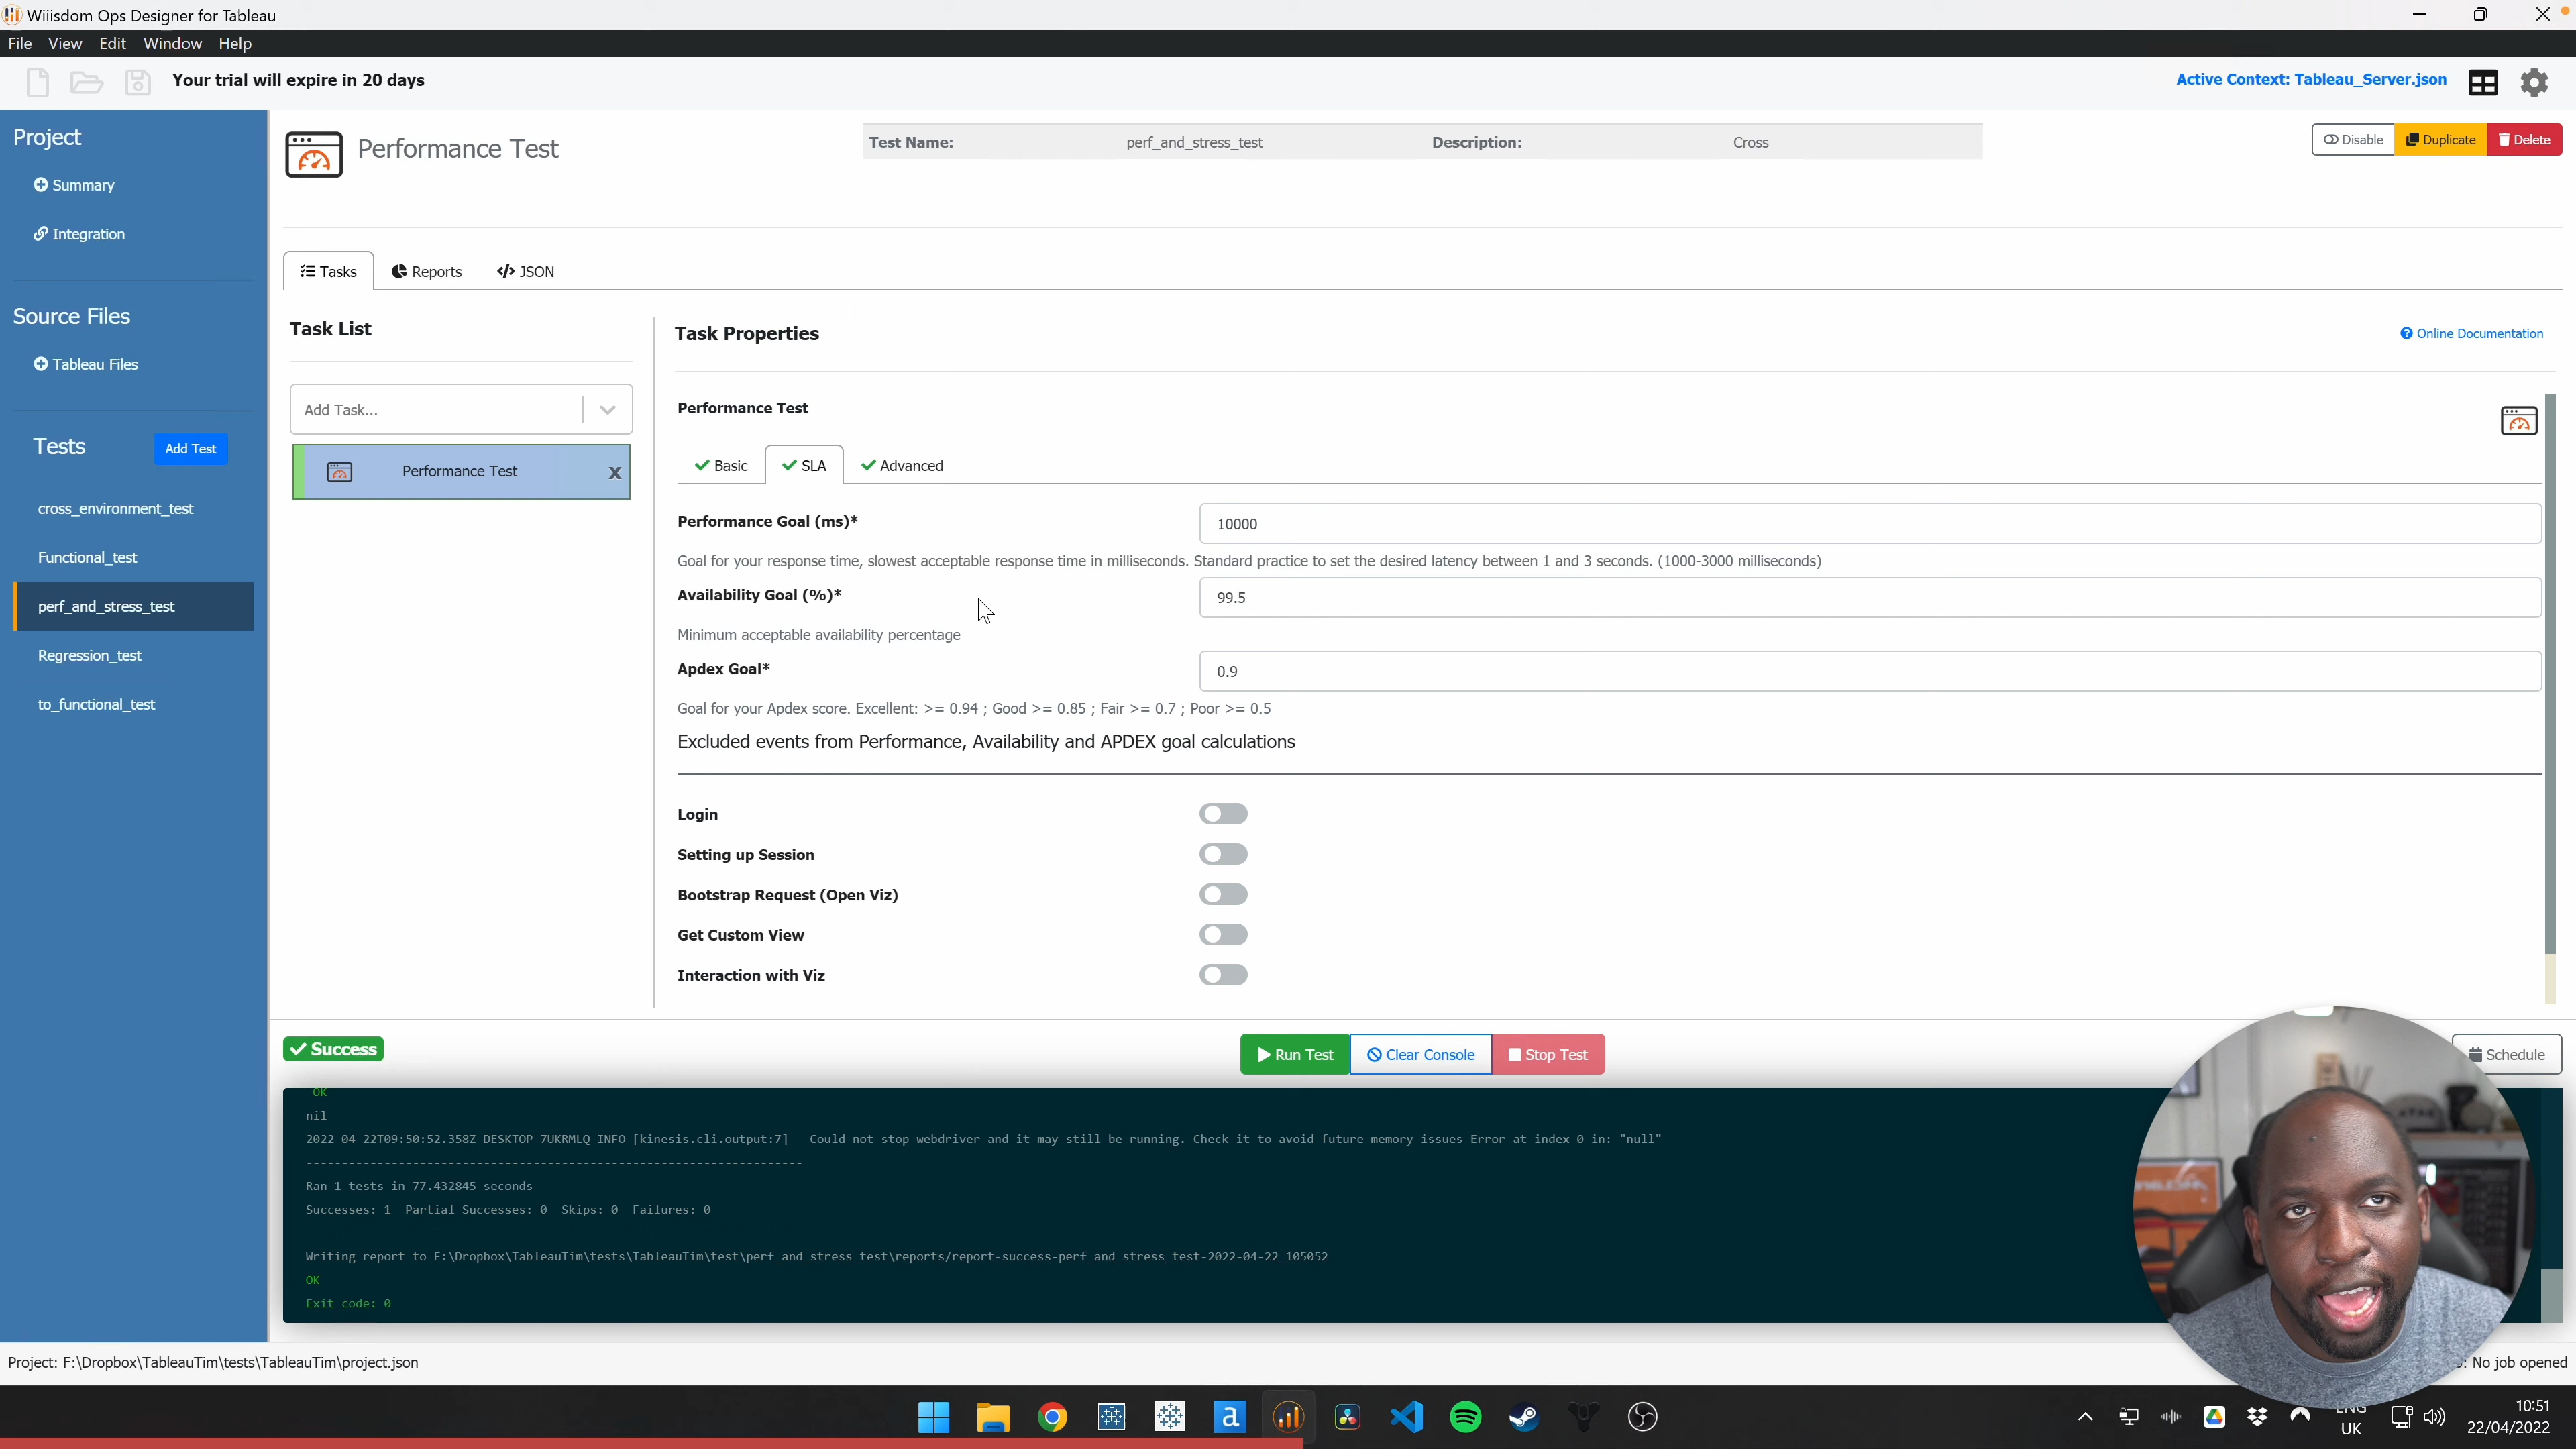 Wiiisdom Ops Designer for Tableau
File View Edit Window Help
Your trial will expire in 20 days
Active Context: Tableau_Server.json
Project
Summary
Integration
Source Files
Tableau Files
Tests
Add Test
cross_environment_test
Functional_test
perf_and_stress_test
Regression_test
to_functional_test
Performance Test
Test Name: perf_and_stress_test Description: Cross
Disable Duplicate Delete
Tasks Reports JSON
Task List
Add Task...
Performance Test X
Task Properties
Online Documentation
Performance Test
Basic SLA Advanced
Performance Goal (ms)* 10000
Goal for your response time, slowest acceptable response time in milliseconds. Standard practice to set the desired latency between 1 and 3 seconds. (1000-3000 milliseconds)
Availability Goal (%)* 99.5
Minimum acceptable availability percentage
Apdex Goal* 0.9
Goal for your Apdex score. Excellent: >= 0.94 ; Good >= 0.85 ; Fair >= 0.7 ; Poor >= 0.5
Excluded events from Performance, Availability and APDEX goal calculations
Login
Setting up Session
Bootstrap Request (Open Viz)
Get Custom View
Interaction with Viz
Success
Run Test Clear Console Stop Test
Schedule
OK
nil
2022-04-22T09:50:52.358Z DESKTOP-7UKRMLQ INFO [kinesis.cli.output:7] - Could not stop webdriver and it may still be running. Check it to avoid future memory issues Error at index 0 in: "null"
----------------------------------------------------------------------
Ran 1 tests in 77.432845 seconds
Successes: 1 Partial Successes: 0 Skips: 0 Failures: 0
----------------------------------------------------------------------
Writing report to F:\Dropbox\TableauTim\tests\TableauTim\test\perf_and_stress_test\reports/report-success-perf_and_stress_test-2022-04-22_105052
OK
Exit code: 0
Project: F:\Dropbox\TableauTim\tests\TableauTim\project.json
No job opened
a
ENG
UK
10:51
22/04/2022